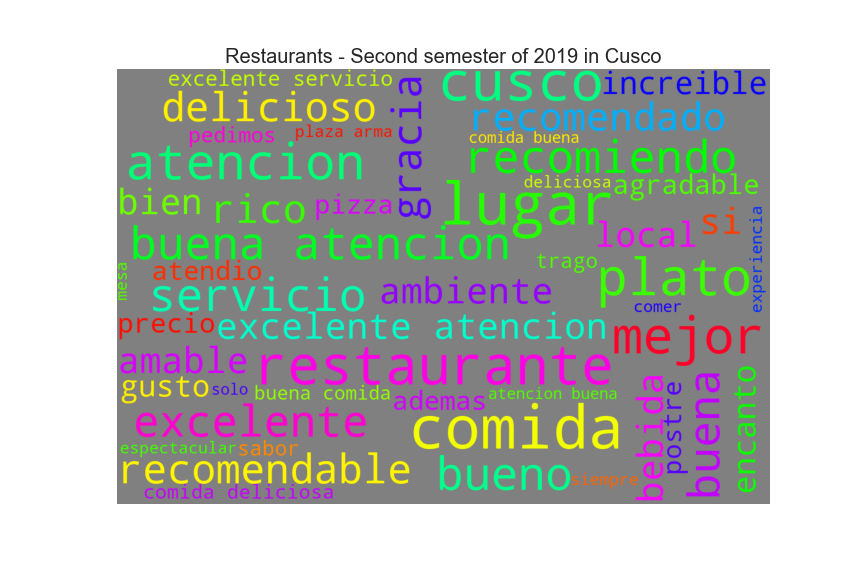 Restaurants - Second semester of 2019 in Cusco
excelente servicio
gracia
cusco
increible
delicioso
recomendado
pedimos
plaza arma
comida buena
atencion
recomiendo
deliciosa
agradable
bien
rico
pizza
lugar
si
local
experiencia
buena atencion
trago
mesa
atendio
plato
servicio
ambiente
comer
precio
excelente atencion
mejor
amable
restaurante
gusto
solo
buena comida
ademas
atencion buena
bebida
postre
buena
encanto
excelente
comida
espectacular
sabor
recomendable
bueno
siempre
comida deliciosa